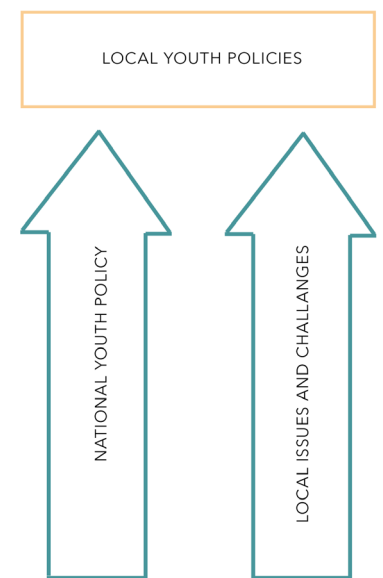 LOCAL YOUTH POLICIES
NATIONAL YOUTH POLICY
LOCAL ISSUES AND CHALLANGES